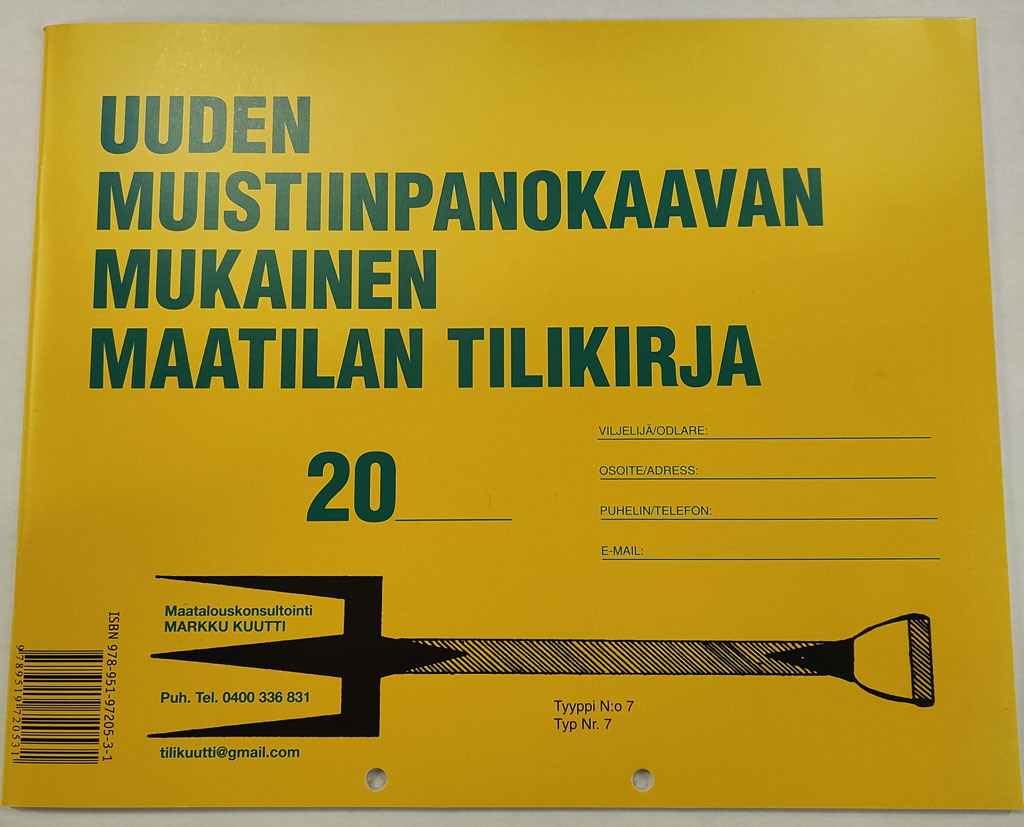 UUDEN
MUISTIINPANOKAAVAN
MUKAINEN
MAATILAN TILIKIRJA
20
VILJELIJÄ/ODLARE:
OSOITE/ADRESS:
PUHELIN/TELEFON:
E-MAIL:
Maatalouskonsultointi
MARKKU KUUTTI
Puh. Tel. 0400 336 831
tilikuutti@gmail.com
Tyyppi N:o 7
Typ Nr. 7
ISBN 978-951-97205-3-1
9789519720531